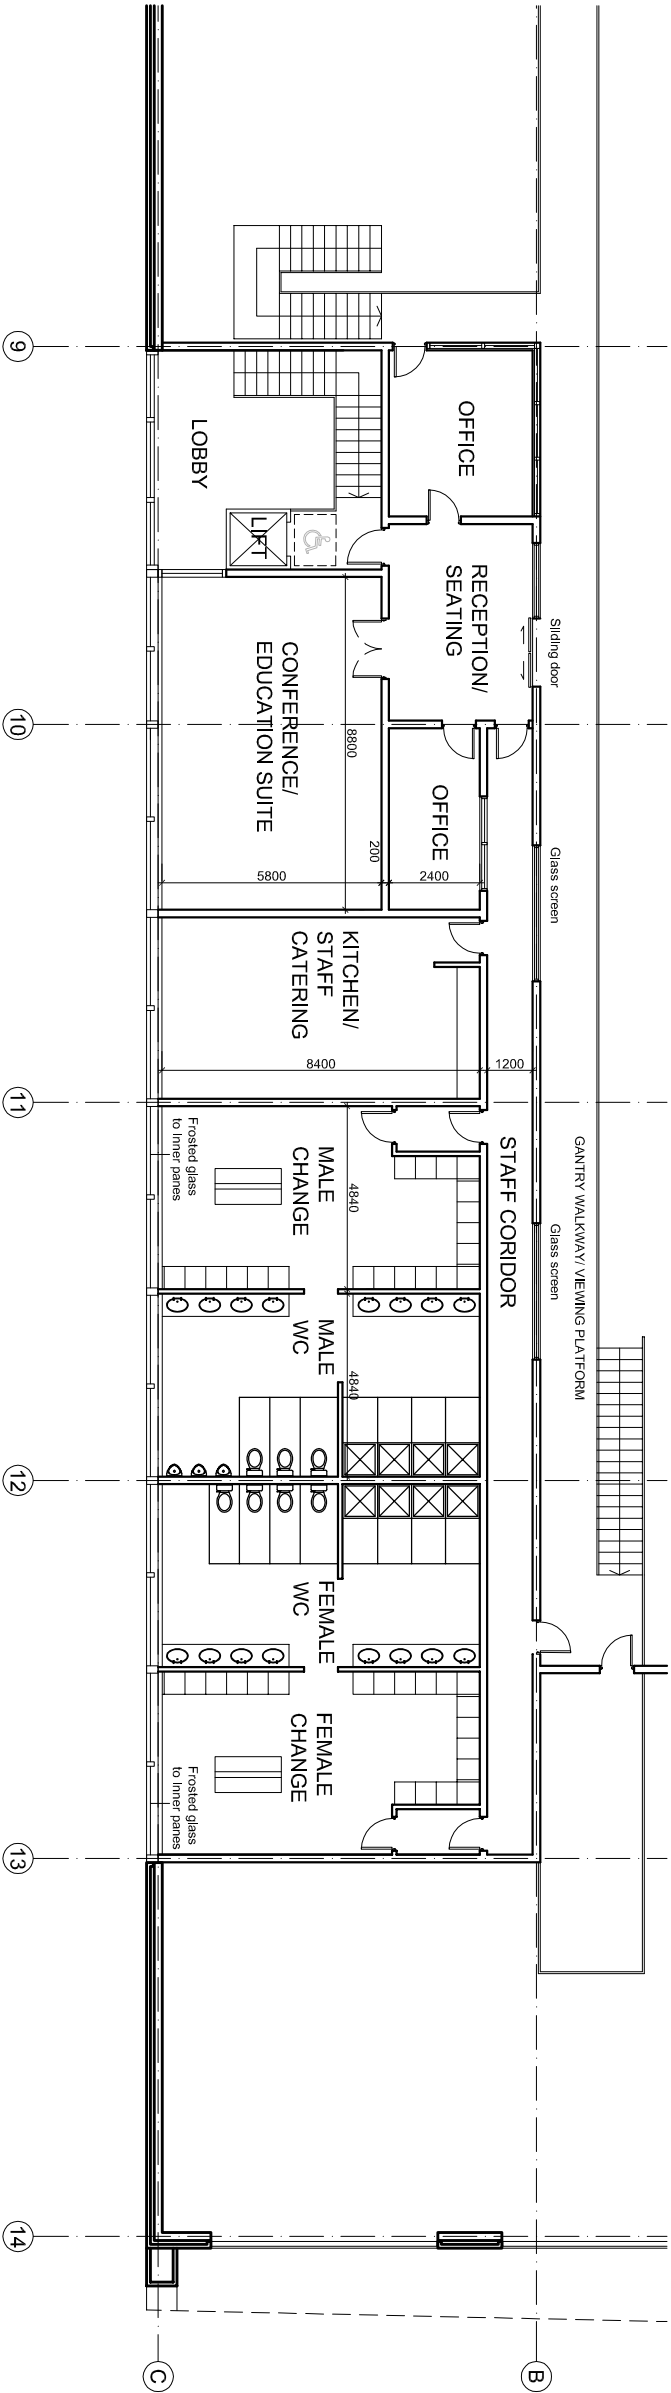 9
LOBBY
OFFICE
LIFT
RECEPTION/
SEATING
Sliding door
CONFERENCE/
EDUCATION SUITE
10
8800
OFFICE
200
5800
2400
Glass screen
KITCHEN/
STAFF
CATERING
8400
1200
11
Frosted glass
to inner panes
MALE
CHANGE
4840
STAFF CORIDOR
GANTRY WALKWAY/ VIEWING PLATFORM
Glass screen
MALE
WC
4840
12
FEMALE
WC
FEMALE
CHANGE
Frosted glass
to inner panes
13
14
C
B